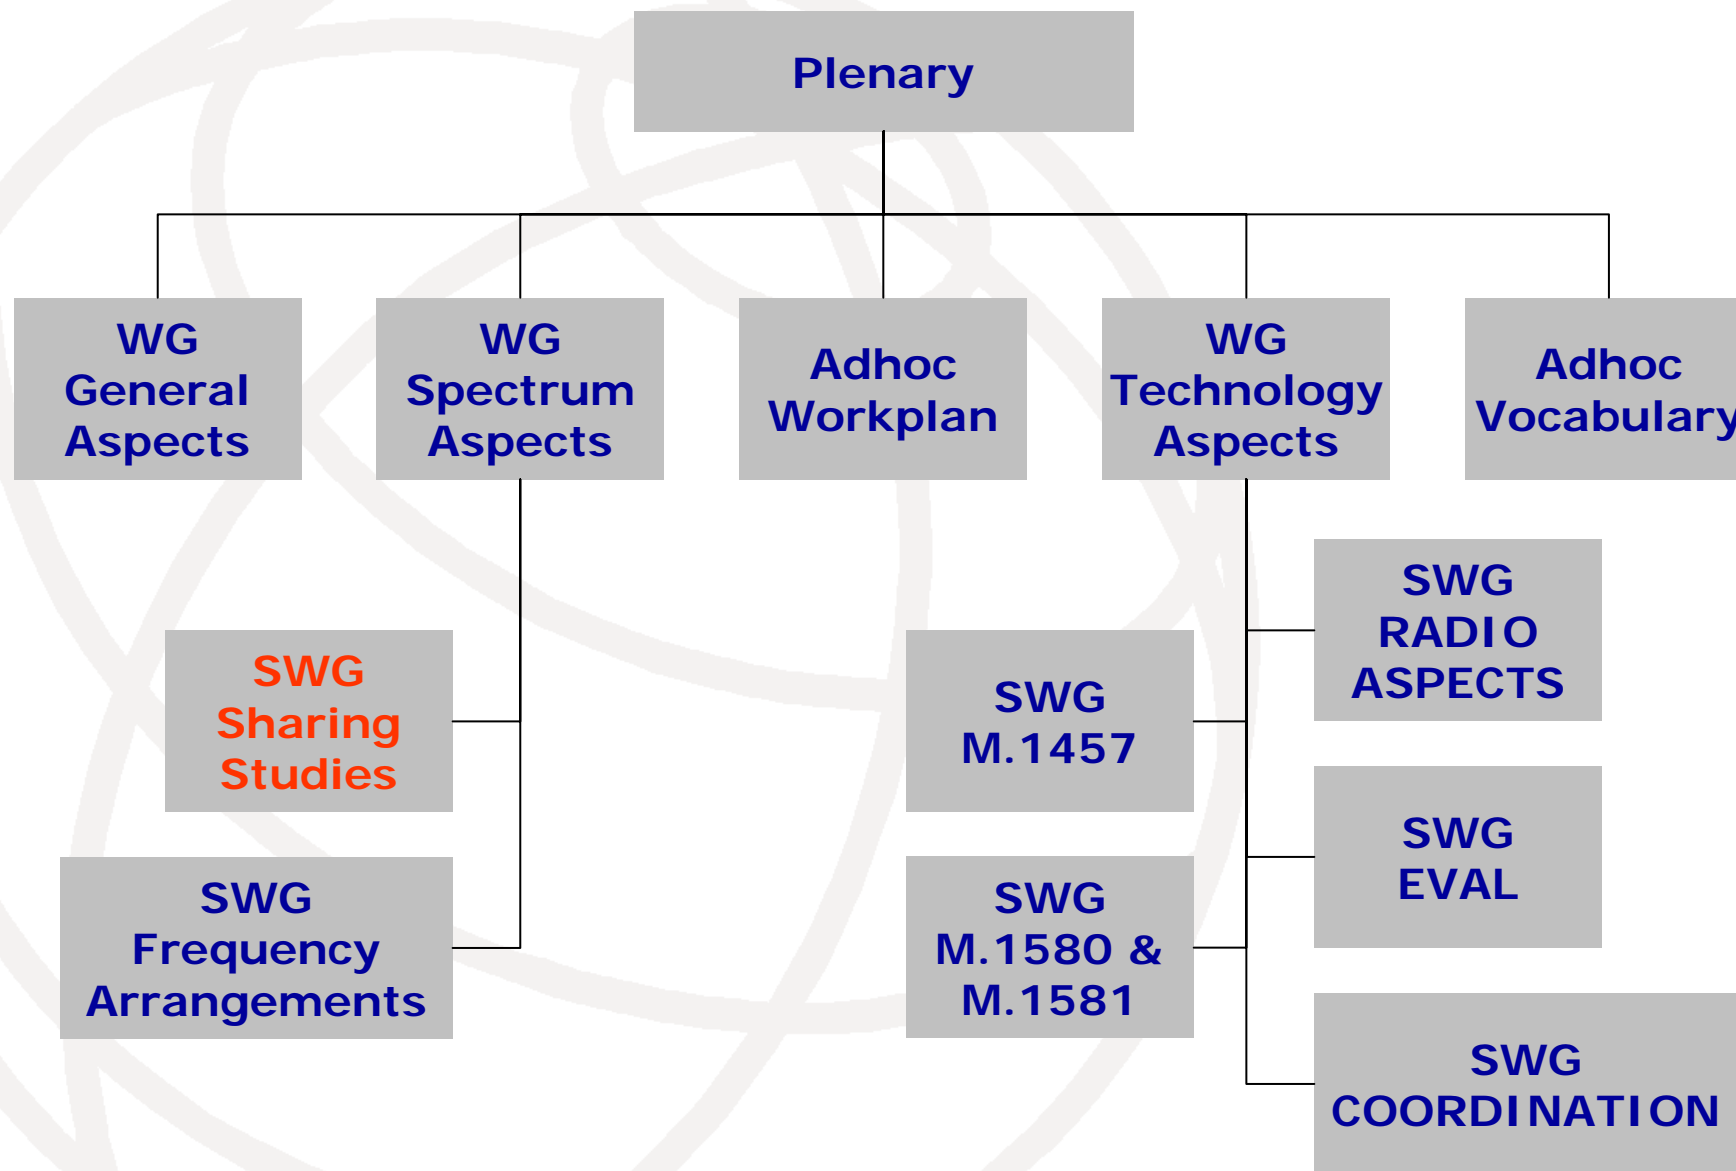 Plenary
WG
General
Aspects
WG
Spectrum
Aspects
Adhoc
Workplan
WG
Technology
Aspects
Adhoc
Vocabulary
SWG
Sharing
Studies
SWG
Frequency
Arrangements
SWG
M.1457
SWG
M.1580 &
M.1581
SWG
RADIO
ASPECTS
SWG
EVAL
SWG
COORDINATION